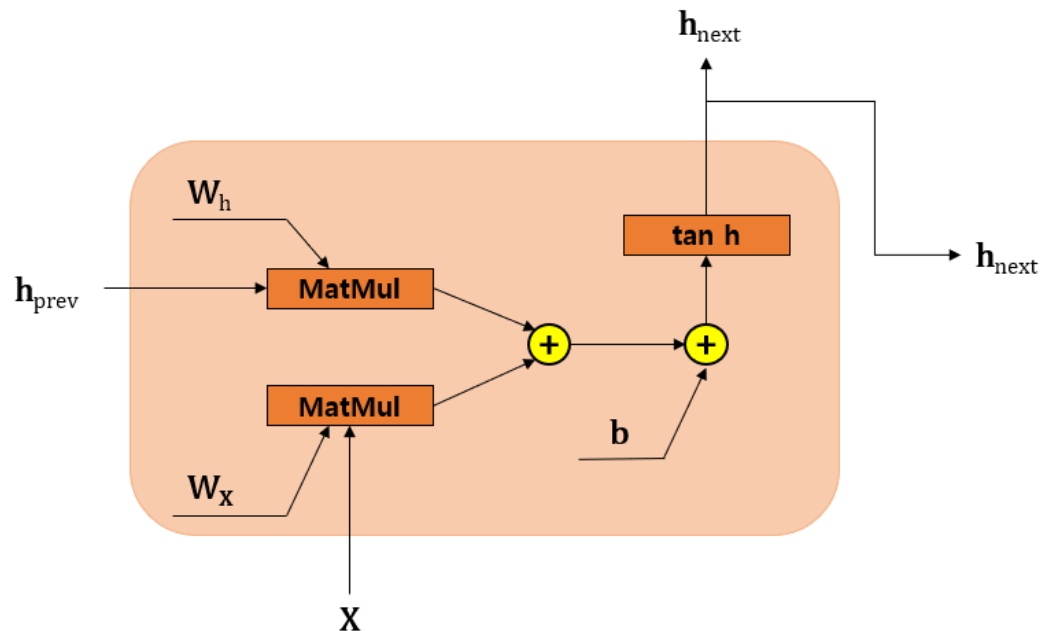 h_next
W_h
tan h
h_prev
MatMul
h_next
+
+
MatMul
b
W_X
X